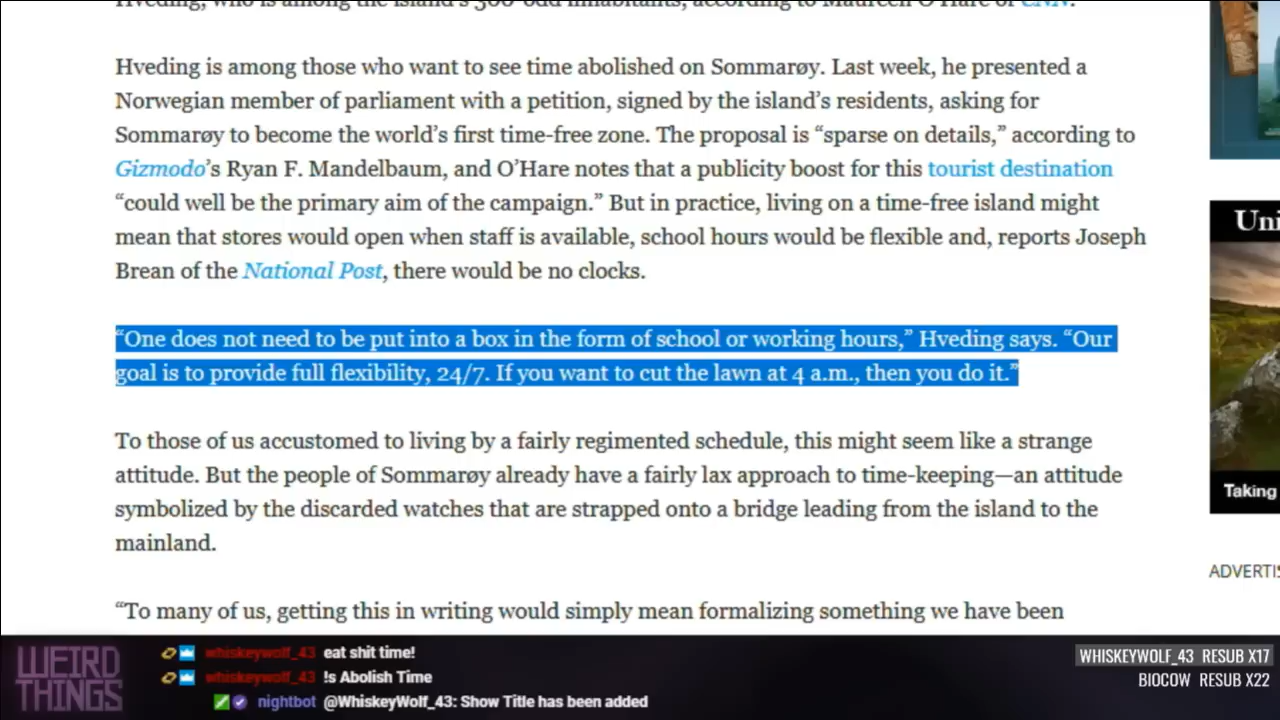 Hveding, who is among the island's 300-odd inhabitants, according to Maureen O'Hare of CNN.
Hveding is among those who want to see time abolished on Sommarøy. Last week, he presented a
Norwegian member of parliament with a petition, signed by the island's residents, asking for
Sommarøy to become the world's first time-free zone. The proposal is “sparse on details,” according to
Gizmodo's Ryan F. Mandelbaum, and O'Hare notes that a publicity boost for this tourist destination
“could well be the primary aim of the campaign.” But in practice, living on a time-free island might
mean that stores would open when staff is available, school hours would be flexible and, reports Joseph
Brean of the National Post, there would be no clocks.
“One does not need to be put into a box in the form of school or working hours,” Hveding says. “Our
goal is to provide full flexibility, 24/7. If you want to cut the lawn at 4 a.m., then you do it.”
To those of us accustomed to living by a fairly regimented schedule, this might seem like a strange
attitude. But the people of Sommarøy already have a fairly lax approach to time-keeping—an attitude
symbolized by the discarded watches that are strapped onto a bridge leading from the island to the
mainland.
“To many of us, getting this in writing would simply mean formalizing something we have been
Uni
Taking
ADVERTIS
WEIRD
THINGS
whiskeywolf_43 eat shit time!
whiskeywolf_43 !s Abolish Time
nightbot @WhiskeyWolf_43: Show Title has been added
WHISKEYWOLF_43 RESUB X17
BIOCOW RESUB X22